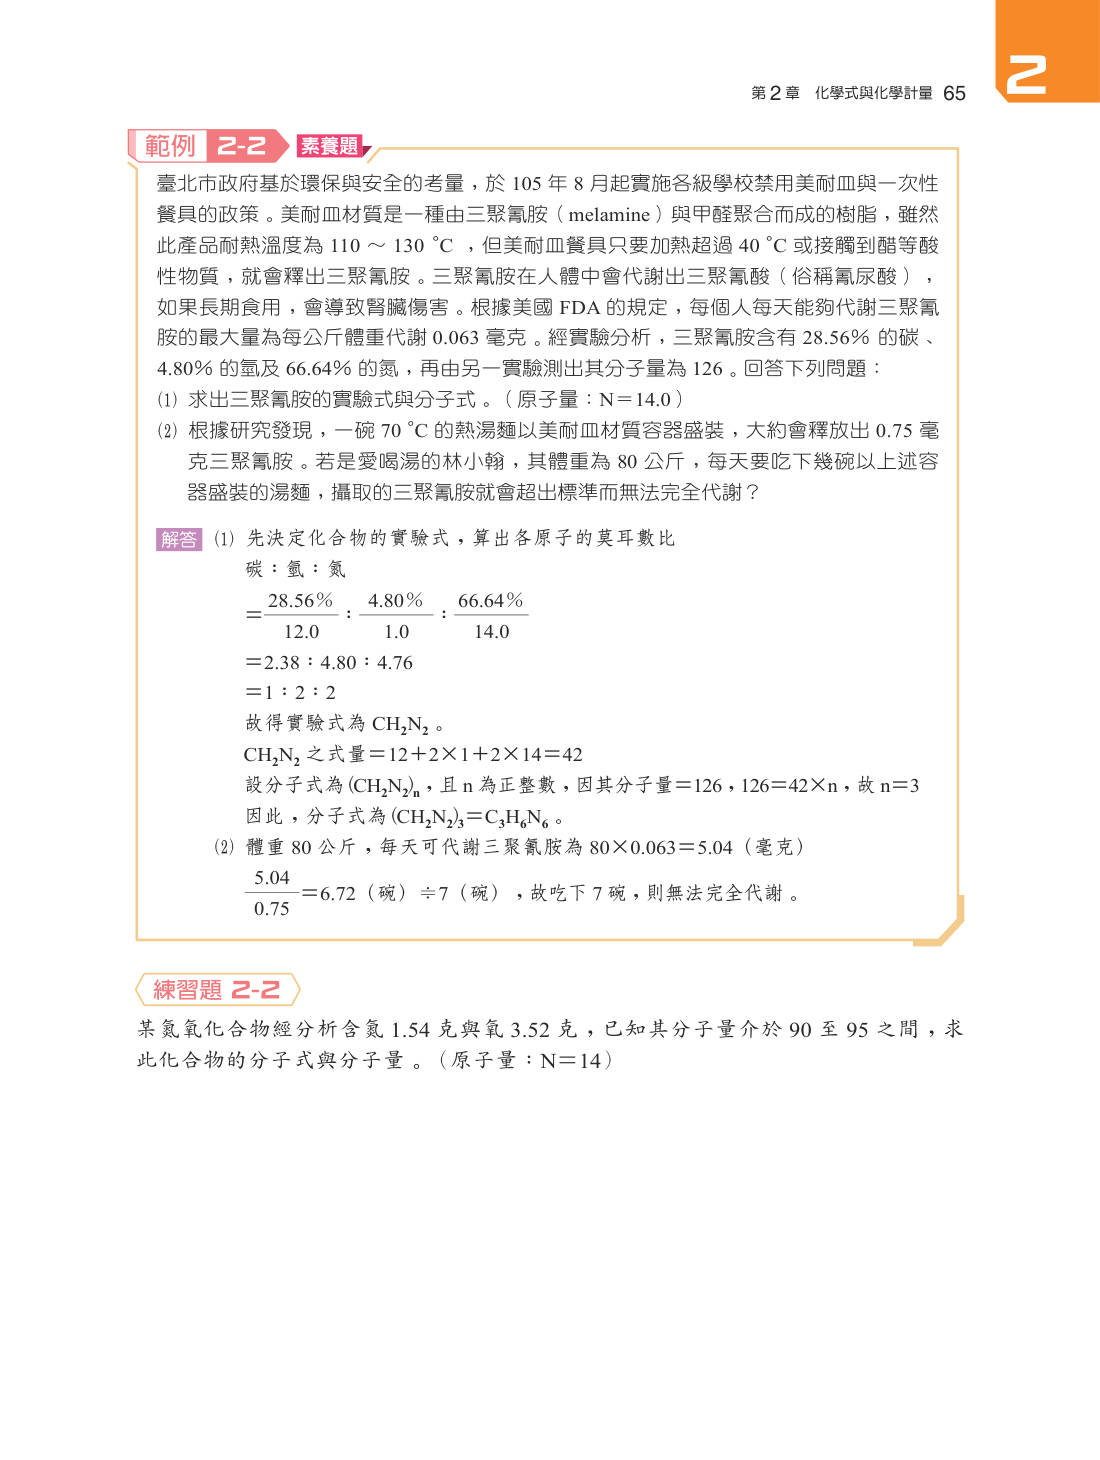 2
第 2 章 化學式與化學計量 65
範例 2-2 素養題
臺北市政府基於環保與安全的考量,於 105 年 8 月起實施各級學校禁用美耐皿與一次性
餐具的政策。美耐皿材質是一種由三聚氰胺(melamine)與甲醛聚合而成的樹脂,雖然
此產品耐熱溫度為 110 ~ 130 ˚C ,但美耐皿餐具只要加熱超過 40 ˚C 或接觸到醋等酸
性物質,就會釋出三聚氰胺。三聚氰胺在人體中會代謝出三聚氰酸(俗稱氰尿酸),
如果長期食用,會導致腎臟傷害。根據美國 FDA 的規定,每個人每天能夠代謝三聚氰
胺的最大量為每公斤體重代謝 0.063 毫克。經實驗分析,三聚氰胺含有 28.56% 的碳、
4.80% 的氫及 66.64% 的氮,再由另一實驗測出其分子量為 126。回答下列問題:
⑴ 求出三聚氰胺的實驗式與分子式。(原子量:N=14.0)
⑵ 根據研究發現,一碗 70 ˚C 的熱湯麵以美耐皿材質容器盛裝,大約會釋放出 0.75 毫
克三聚氰胺。若是愛喝湯的林小翰,其體重為 80 公斤,每天要吃下幾碗以上述容
器盛裝的湯麵,攝取的三聚氰胺就會超出標準而無法完全代謝?
解答 ⑴ 先決定化合物的實驗式,算出各原子的莫耳數比
碳:氫:氮
=28.56%/12.0:4.80%/1.0:66.64%/14.0
=2.38:4.80:4.76
=1:2:2
故得實驗式為 CH₂N₂。
CH₂N₂ 之式量=12+2×1+2×14=42
設分子式為 (CH₂N₂)ₙ,且 n 為正整數,因其分子量=126,126=42×n,故 n=3
因此,分子式為 (CH₂N₂)₃=C₃H₆N₆。
⑵ 體重 80 公斤,每天可代謝三聚氰胺為 80×0.063=5.04(毫克)
5.04/0.75=6.72(碗)≑7(碗),故吃下 7 碗,則無法完全代謝。
練習題 2-2
某氮氧化合物經分析含氮 1.54 克與氧 3.52 克,已知其分子量介於 90 至 95 之間,求
此化合物的分子式與分子量。(原子量:N=14)